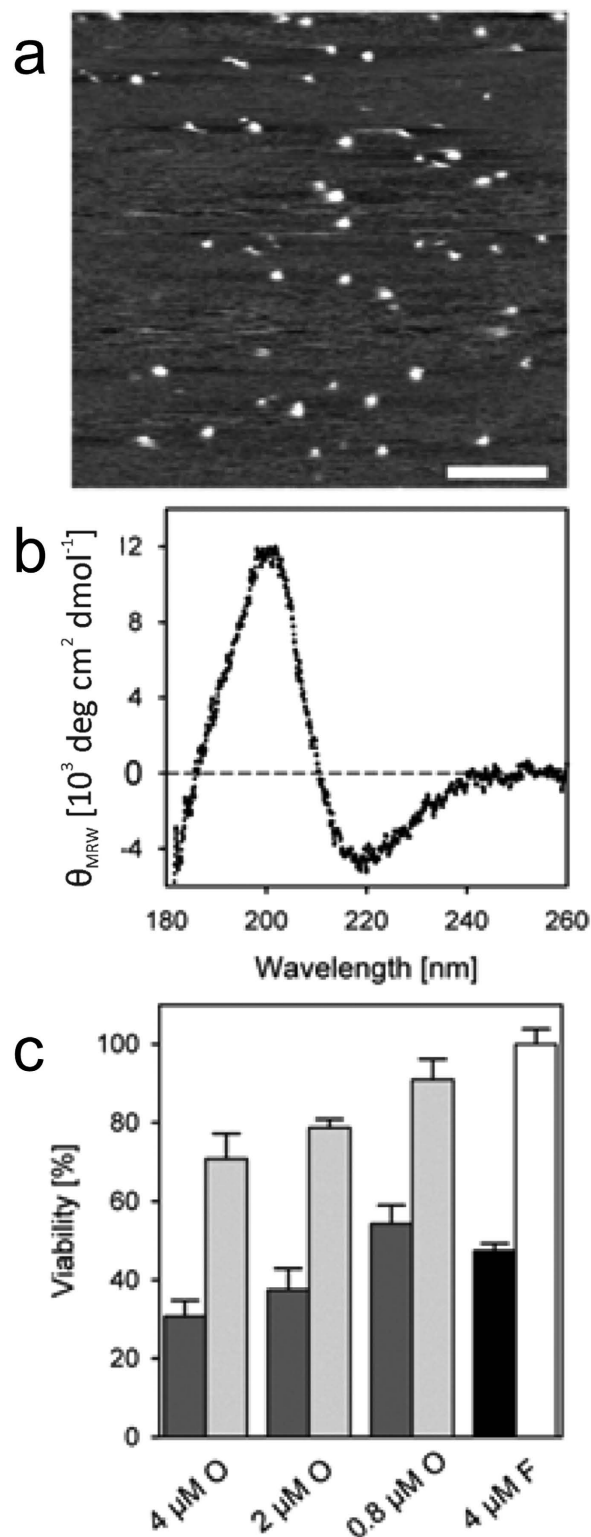 a
b
θMRW [10³ deg cm² dmol⁻¹]
12
8
4
0
-4
180 200 220 240 260
Wavelength [nm]
c
Viability [%]
100
80
60
40
20
0
4 μM O 2 μM O 0.8 μM O 4 μM F